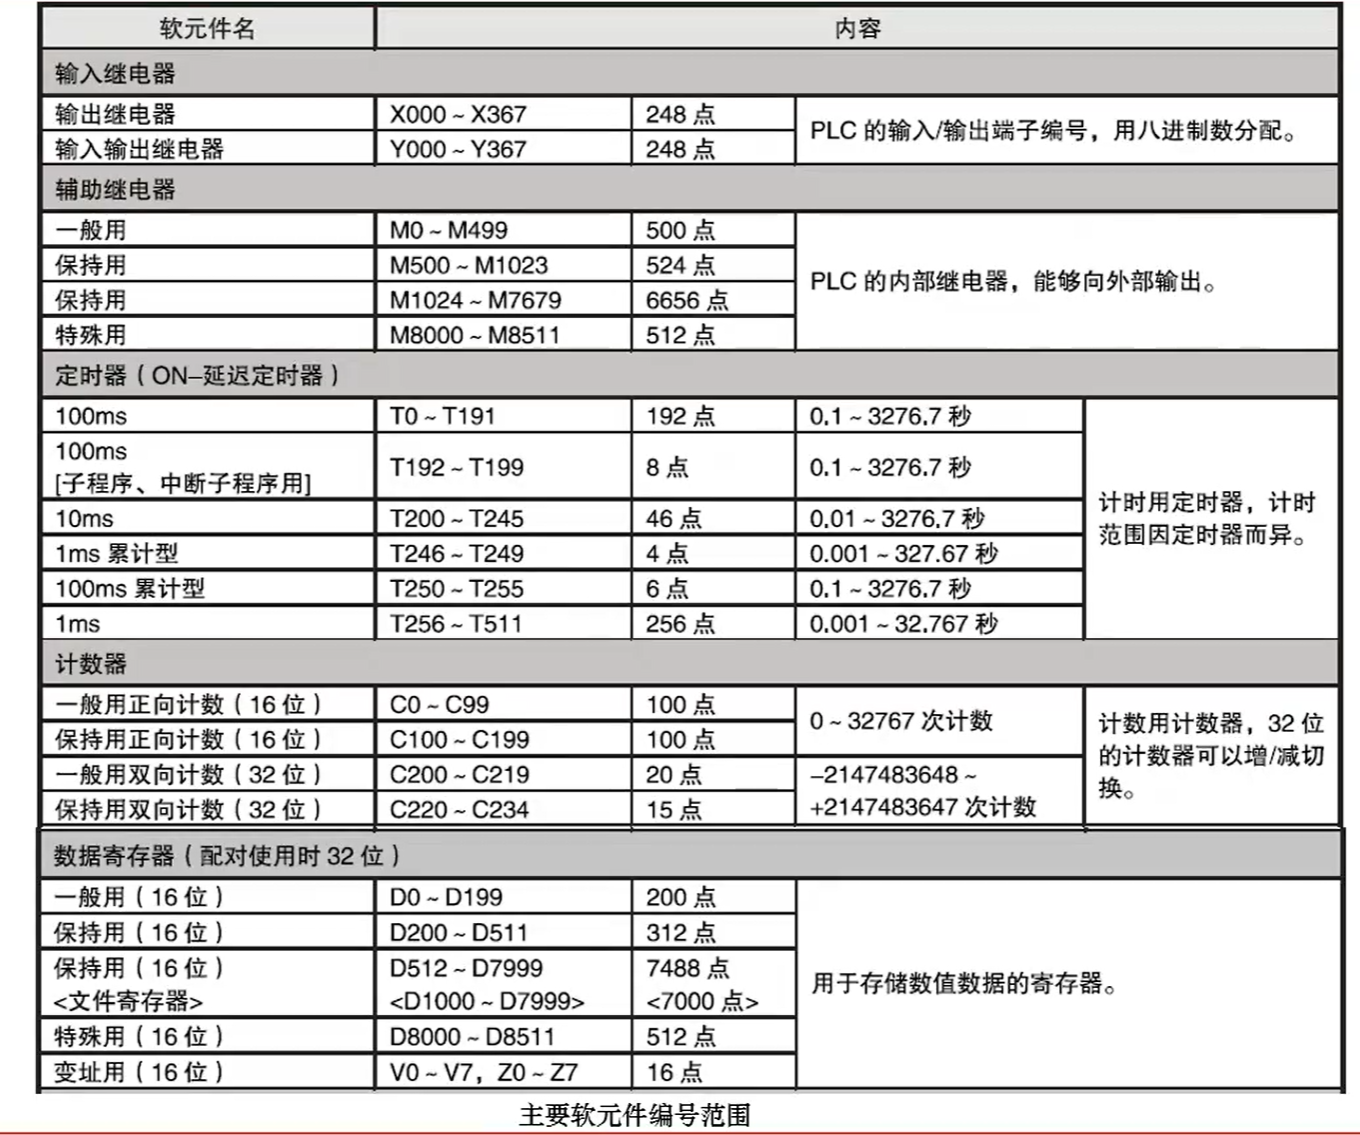 软元件名 内容
输入继电器
输出继电器 X000 ~ X367 248 点
输入输出继电器 Y000 ~ Y367 248 点
PLC 的输入/输出端子编号，用八进制数分配。
辅助继电器
一般用 M0 ~ M499 500 点
保持用 M500 ~ M1023 524 点
保持用 M1024 ~ M7679 6656 点
特殊用 M8000 ~ M8511 512 点
PLC 的内部继电器，能够向外部输出。
定时器（ON–延迟定时器）
100ms T0 ~ T191 192 点 0.1 ~ 3276.7 秒
100ms
[子程序、中断子程序用] T192 ~ T199 8 点 0.1 ~ 3276.7 秒
10ms T200 ~ T245 46 点 0.01 ~ 3276.7 秒
1ms 累计型 T246 ~ T249 4 点 0.001 ~ 327.67 秒
100ms 累计型 T250 ~ T255 6 点 0.1 ~ 3276.7 秒
1ms T256 ~ T511 256 点 0.001 ~ 32.767 秒
计时用定时器，计时
范围因定时器而异。
计数器
一般用正向计数（16 位） C0 ~ C99 100 点
保持用正向计数（16 位） C100 ~ C199 100 点
0 ~ 32767 次计数
一般用双向计数（32 位） C200 ~ C219 20 点 –2147483648 ~
保持用双向计数（32 位） C220 ~ C234 15 点 +2147483647 次计数
计数用计数器，32 位
的计数器可以增/减切
换。
数据寄存器（配对使用时 32 位）
一般用（16 位） D0 ~ D199 200 点
保持用（16 位） D200 ~ D511 312 点
保持用（16 位） D512 ~ D7999 7488 点
<文件寄存器> <D1000 ~ D7999> <7000 点>
特殊用（16 位） D8000 ~ D8511 512 点
变址用（16 位） V0 ~ V7，Z0 ~ Z7 16 点
用于存储数值数据的寄存器。
主要软元件编号范围